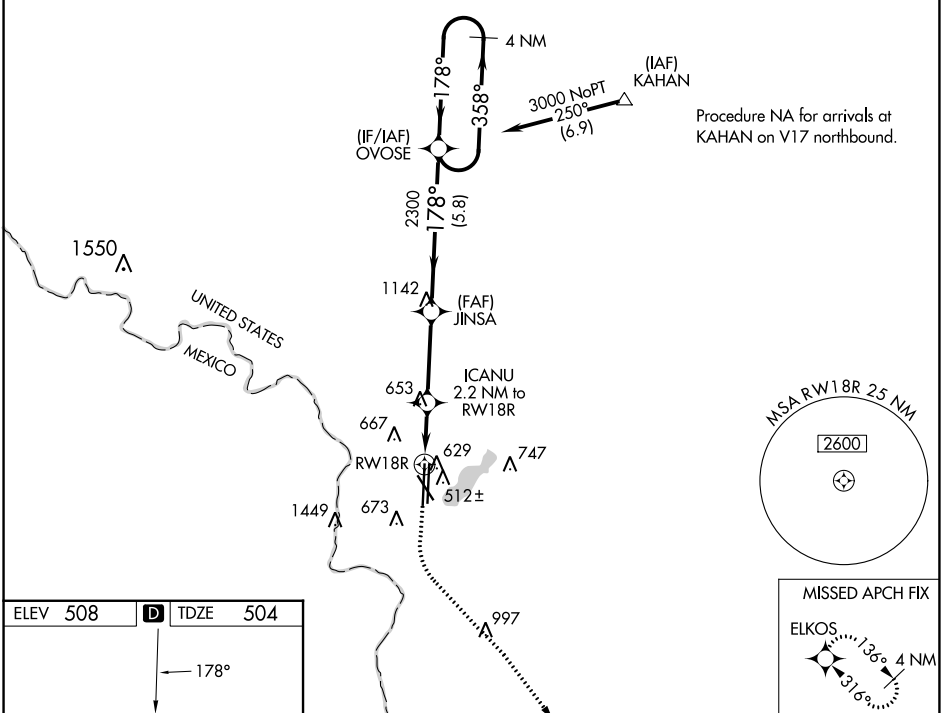 4 NM
178°
358°
(IAF)
KAHAN
3000 NoPT
250°
(6.9)
Procedure NA for arrivals at
KAHAN on V17 northbound.
(IF/IAF)
OVOSE
2300
178°
(5.8)
1550
UNITED STATES
MEXICO
1142
(FAF)
JINSA
653
ICANU
2.2 NM to
RW18R
667
RW18R
629
747
512±
1449
673
MSA RW18R 25 NM
2600
997
ELEV 508
D
TDZE 504
178°
MISSED APCH FIX
ELKOS
136°
4 NM
316°